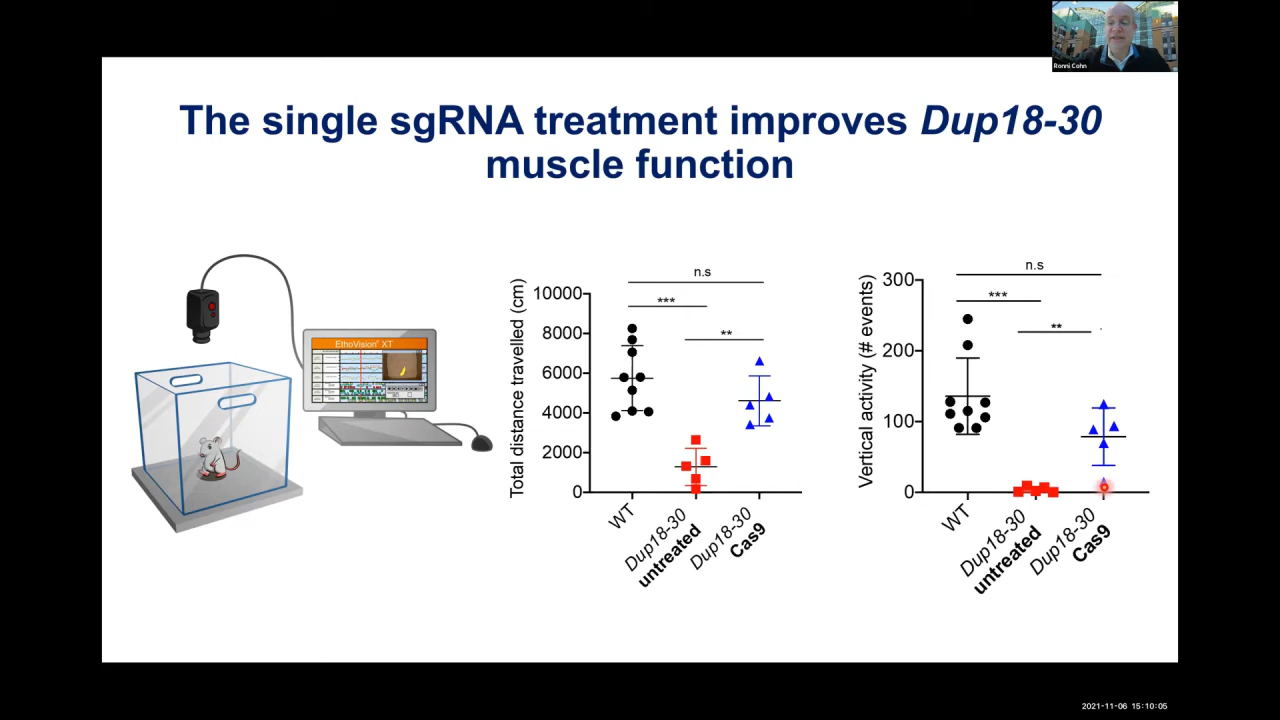 Ronni Cohn
The single sgRNA treatment improves Dup18-30
muscle function
EthoVision® XT
Total distance travelled (cm)
10000
8000
6000
4000
2000
0
n.s
***
**
WT
Dup18-30
untreated
Dup18-30
Cas9
Vertical activity (# events)
300
200
100
0
n.s
***
**
WT
Dup18-30
untreated
Dup18-30
Cas9
2021-11-06 15:10:05